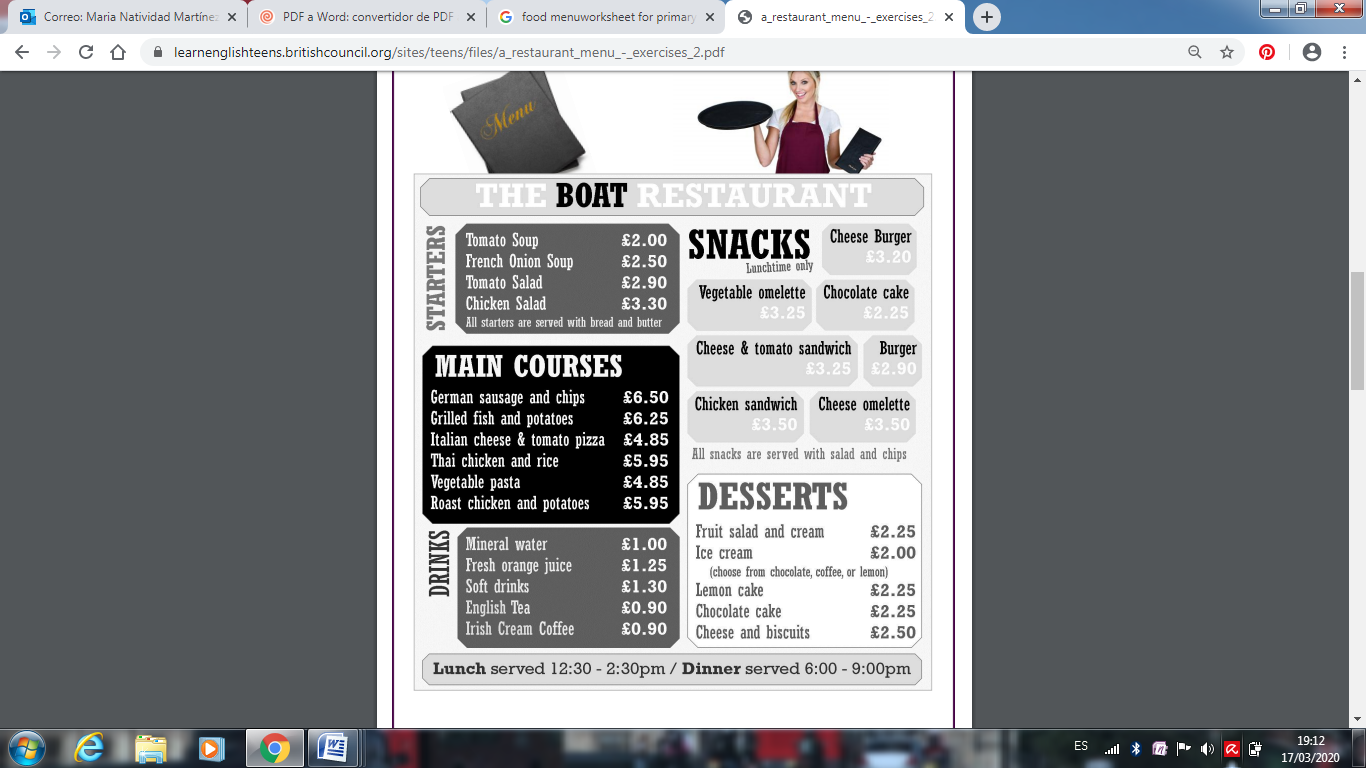 Correo: Maria Natividad Martínez
PDF a Word: convertidor de PDF
food menuworksheet for primary
a_restaurant_menu_-_exercises_2
learnenglishteens.britishcouncil.org/sites/teens/files/a_restaurant_menu_-_exercises_2.pdf
Menu
THE BOAT RESTAURANT
STARTERS
Tomato Soup £2.00
French Onion Soup £2.50
Tomato Salad £2.90
Chicken Salad £3.30
All starters are served with bread and butter
MAIN COURSES
German sausage and chips £6.50
Grilled fish and potatoes £6.25
Italian cheese & tomato pizza £4.85
Thai chicken and rice £5.95
Vegetable pasta £4.85
Roast chicken and potatoes £5.95
DRINKS
Mineral water £1.00
Fresh orange juice £1.25
Soft drinks £1.30
English Tea £0.90
Irish Cream Coffee £0.90
SNACKS
Lunchtime only
Cheese Burger
£3.20
Vegetable omelette
£3.25
Chocolate cake
£2.25
Cheese & tomato sandwich
£3.25
Burger
£2.90
Chicken sandwich
£3.50
Cheese omelette
£3.50
All snacks are served with salad and chips
DESSERTS
Fruit salad and cream £2.25
Ice cream £2.00
(choose from chocolate, coffee, or lemon)
Lemon cake £2.25
Chocolate cake £2.25
Cheese and biscuits £2.50
Lunch served 12:30 - 2:30pm / Dinner served 6:00 - 9:00pm
ES
19:12
17/03/2020